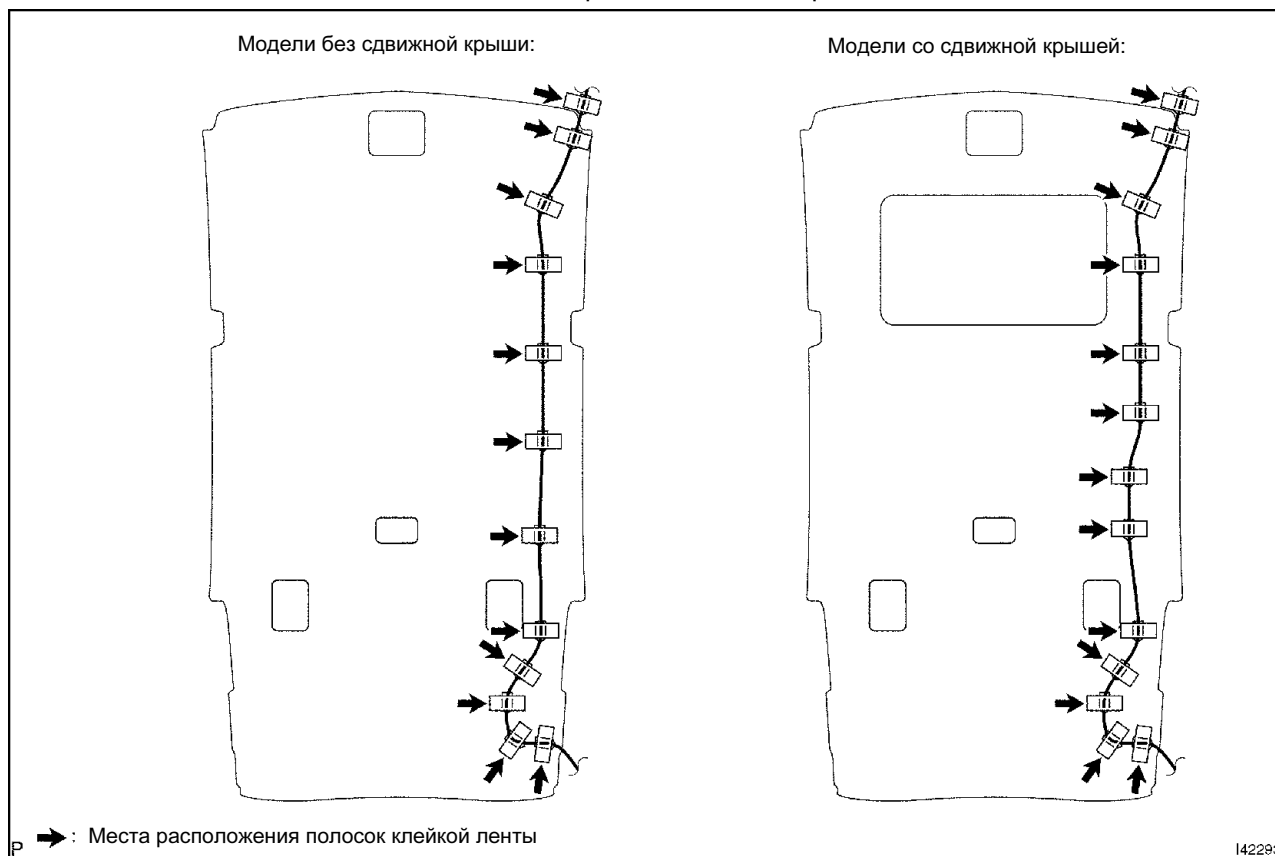 Модели без сдвижной крыши:
Модели со сдвижной крышей:
: Места расположения полосок клейкой ленты
P